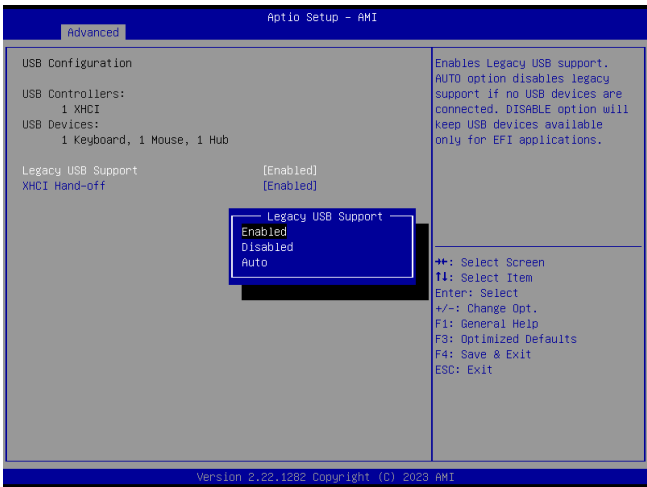 Aptio Setup – AMI
Advanced
USB Configuration
USB Controllers:
1 XHCI
USB Devices:
1 Keyboard, 1 Mouse, 1 Hub
Legacy USB Support [Enabled]
XHCI Hand-off [Enabled]
Legacy USB Support
Enabled
Disabled
Auto
Enables Legacy USB support.
AUTO option disables legacy
support if no USB devices are
connected. DISABLE option will
keep USB devices available
only for EFI applications.
→←: Select Screen
↑↓: Select Item
Enter: Select
+/-: Change Opt.
F1: General Help
F3: Optimized Defaults
F4: Save & Exit
ESC: Exit
Version 2.22.1282 Copyright (C) 2023 AMI